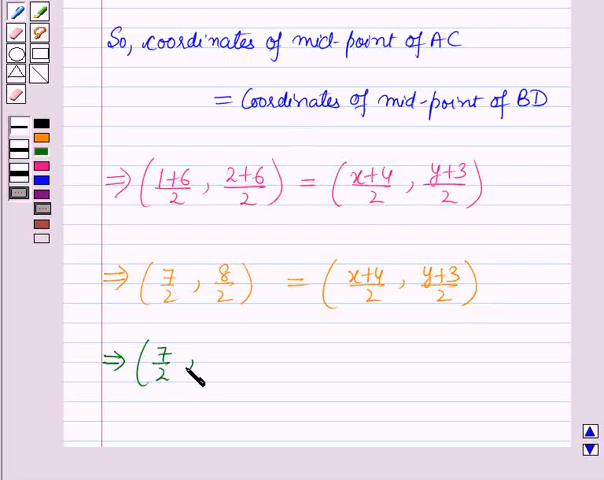 So, coordinates of mid-point of AC
= Coordinates of mid-point of BD
⇒ (1+6/2 , 2+6/2) = (x+4/2 , y+3/2)
⇒ (7/2 , 8/2) = (x+4/2 , y+3/2)
⇒ (7/2 ,